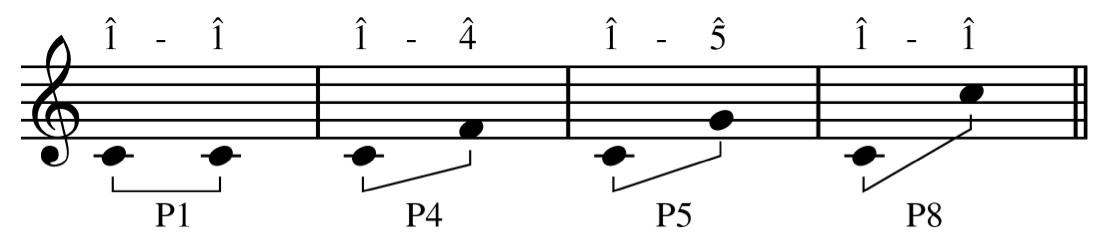 1̂ - 1̂ 1̂ - 4̂ 1̂ - 5̂ 1̂ - 1̂
P1 P4 P5 P8